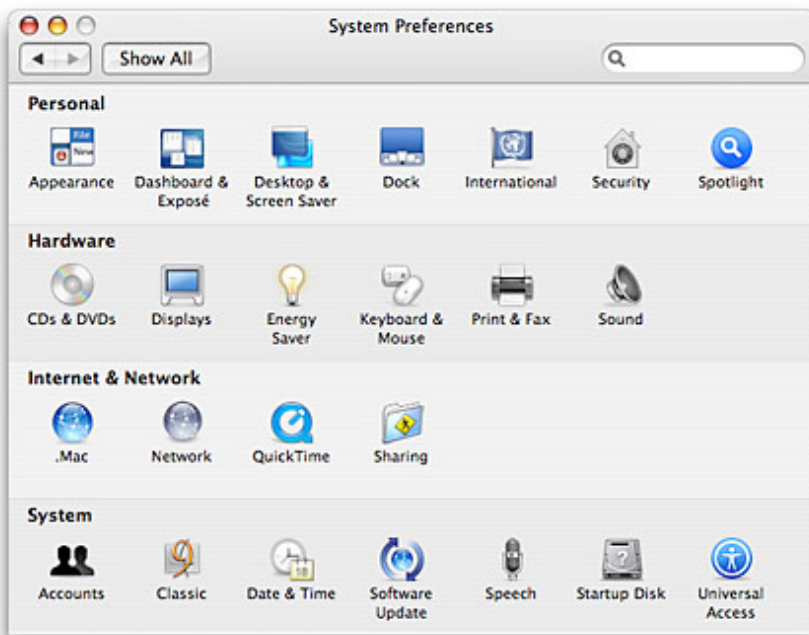 System Preferences
Show All
Personal
Appearance
Dashboard &
Exposé
Desktop &
Screen Saver
Dock
International
Security
Spotlight
Hardware
CDs & DVDs
Displays
Energy
Saver
Keyboard &
Mouse
Print & Fax
Sound
Internet & Network
.Mac
Network
QuickTime
Sharing
System
Accounts
Classic
Date & Time
Software
Update
Speech
Startup Disk
Universal
Access